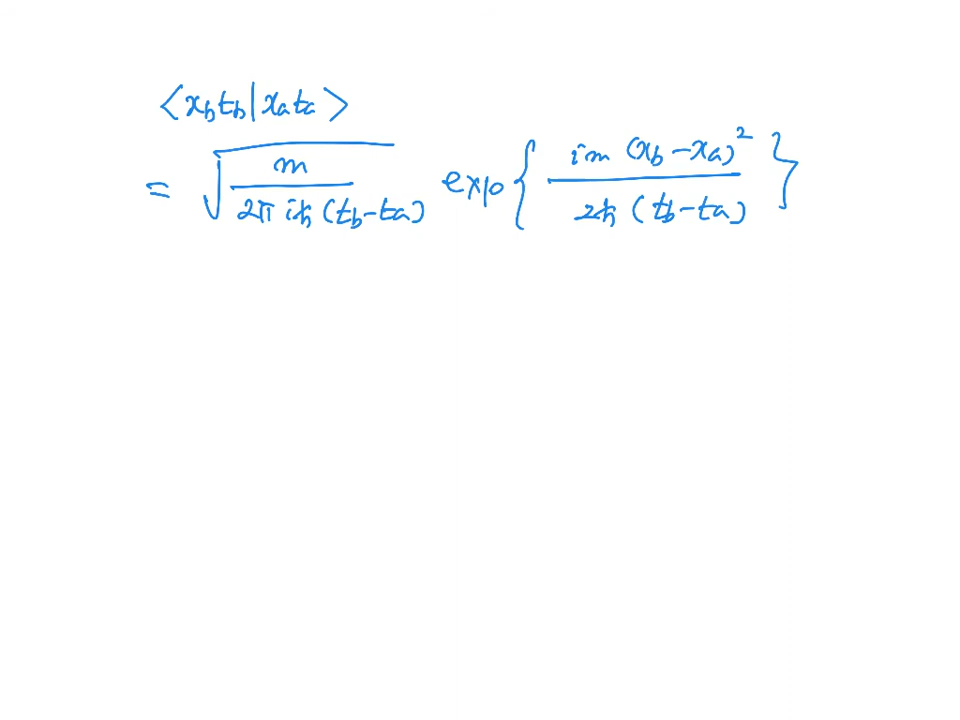 ⟨x_b t_b | x_a t_a⟩
= √(m / 2πiℏ(t_b - t_a)) exp{ im(x_b - x_a)² / 2ℏ(t_b - t_a) }